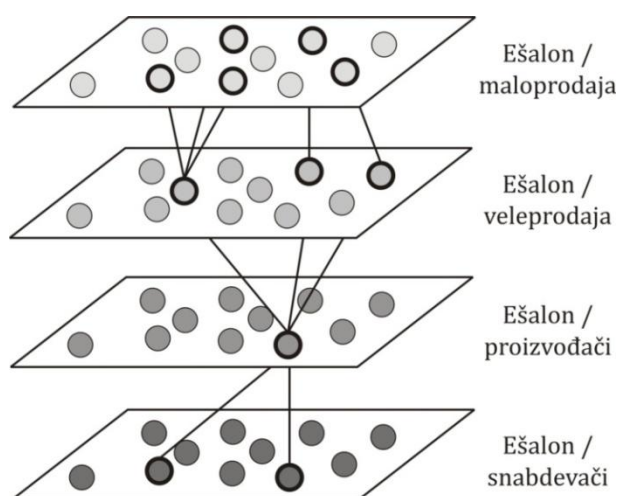 Ešalon /
maloprodaja
Ešalon /
veleprodaja
Ešalon /
proizvođači
Ešalon /
snabdevači